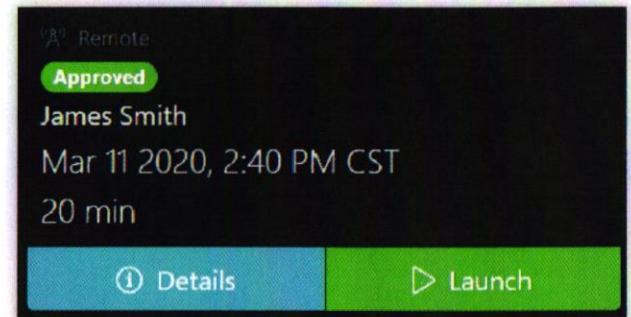 Remote
Approved
James Smith
Mar 11 2020, 2:40 PM CST
20 min
Details
Launch